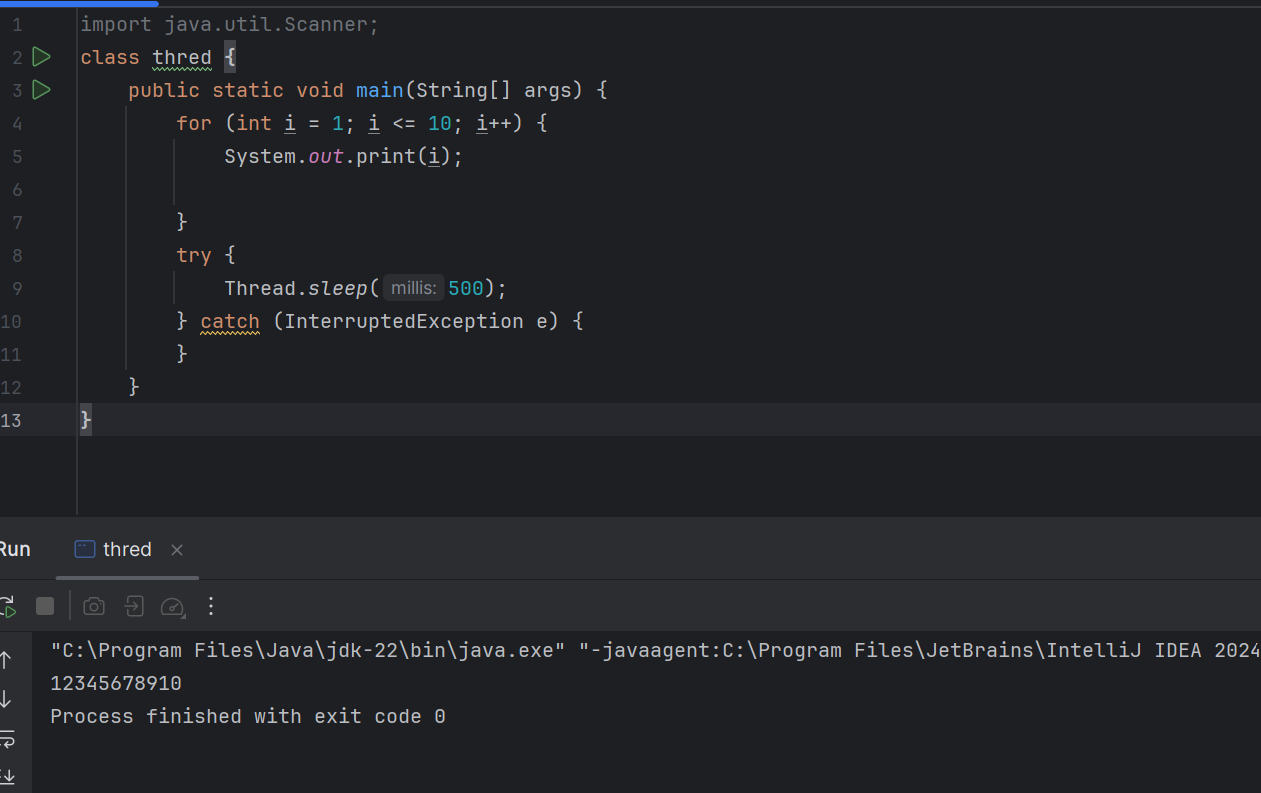 1 import java.util.Scanner;
2 class thred {
3 public static void main(String[] args) {
4 for (int i = 1; i <= 10; i++) {
5 System.out.print(i);
6
7 }
8 try {
9 Thread.sleep( millis: 500);
10 } catch (InterruptedException e) {
11 }
12 }
13 }
Run thred
"C:\Program Files\Java\jdk-22\bin\java.exe" "-javaagent:C:\Program Files\JetBrains\IntelliJ IDEA 2024
12345678910
Process finished with exit code 0